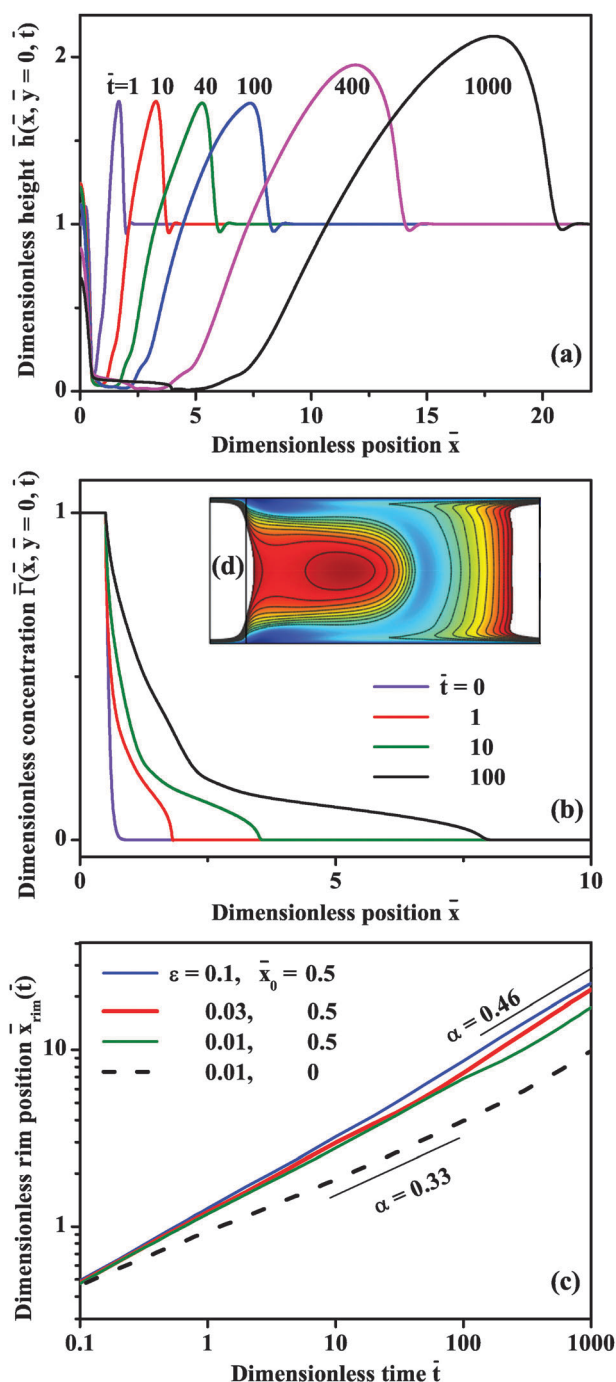 Dimensionless height h̄(x̄, ȳ = 0, t̄)
2
1
0
t̄=1 10 40 100 400 1000
(a)
0 5 10 15 20
Dimensionless position x̄
Dimensionless concentration Γ̄(x̄, ȳ = 0, t̄)
1
0
(d)
t̄ = 0
1
10
100
(b)
0 5 10
Dimensionless position x̄
Dimensionless rim position x̄rim(t̄)
10
1
ε = 0.1, x̄0 = 0.5
0.03, 0.5
0.01, 0.5
0.01, 0
α = 0.46
α = 0.33
(c)
0.1 1 10 100 1000
Dimensionless time t̄